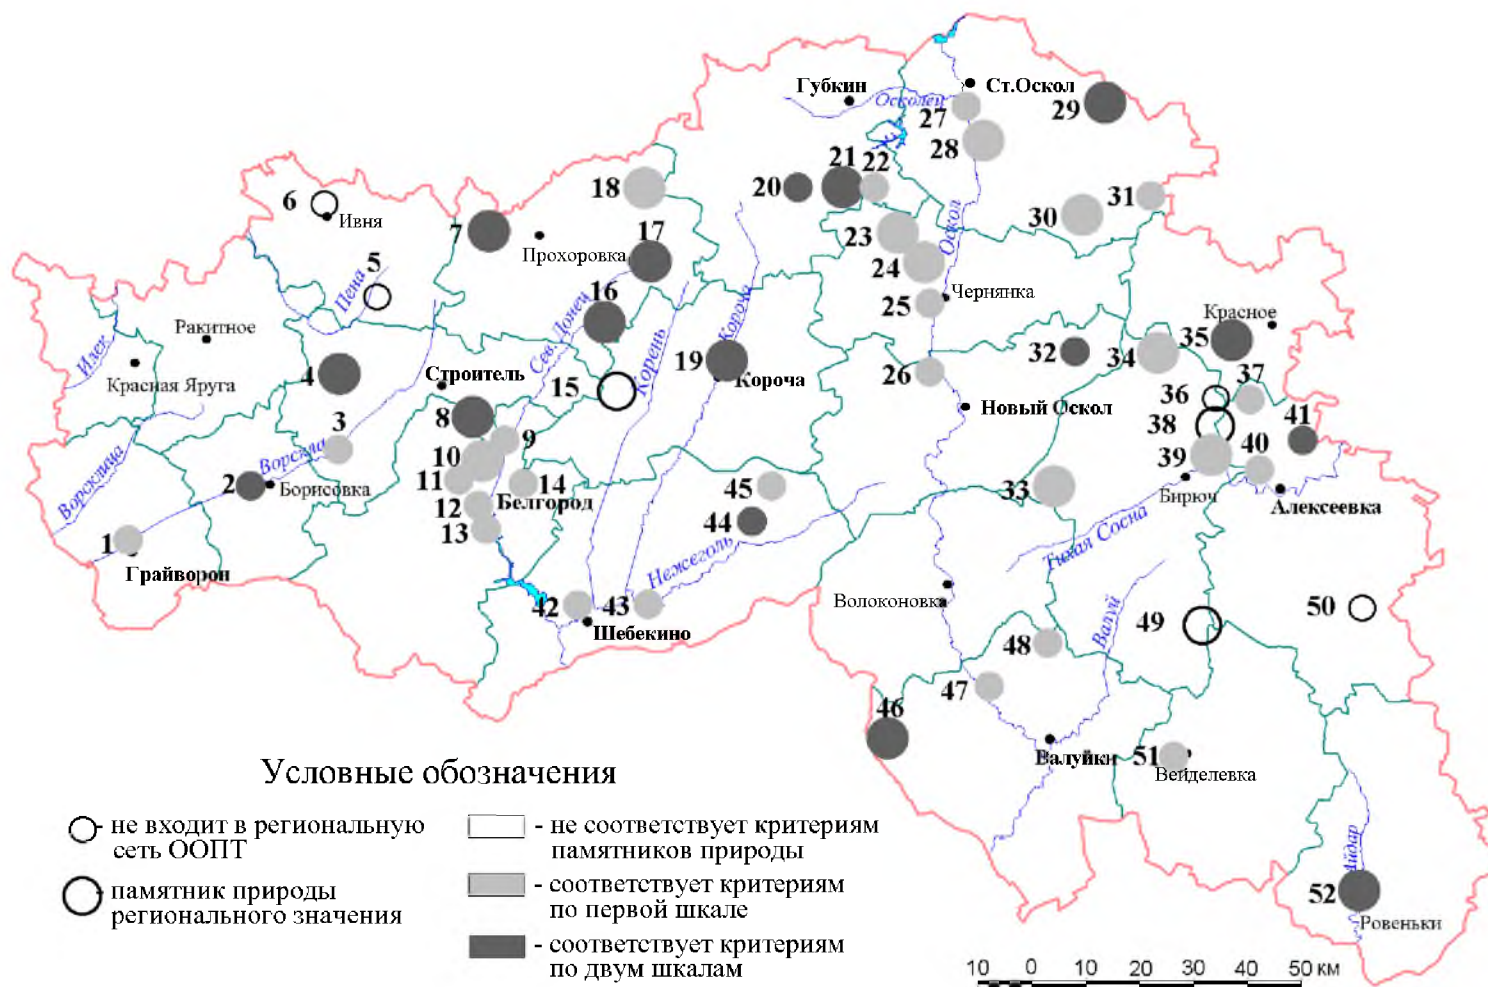 Губкин
Ст.Оскол
Осколец
27
29
28
21
22
20
18
31
6
Ивня
30
7
Прохоровка
17
23
Оскол
24
5
Пена
16
Чернянка
25
Короча
Сев. Донец
Красное
35
Ракитное
Илек
Красная Яруга
4
Строитель
15
Корень
19
Короча
26
32
34
37
36
Новый Оскол
38
41
8
9
3
10
Ворскла
Ворсклица
2
Борисовка
11
14
Белгород
12
13
45
44
33
39
40
Бирюч
Алексеевка
Тихая Сосна
1
Грайворон
Нежеголь
42
43
Шебекино
Волоконовка
Валуй
49
50
48
47
46
Валуйки
51
Вейделевка
Айдар
52
Ровеньки
Условные обозначения
- не входит в региональную
сеть ООПТ
- памятник природы
регионального значения
- не соответствует критериям
памятников природы
- соответствует критериям
по первой шкале
- соответствует критериям
по двум шкалам
10 0 10 20 30 40 50 км